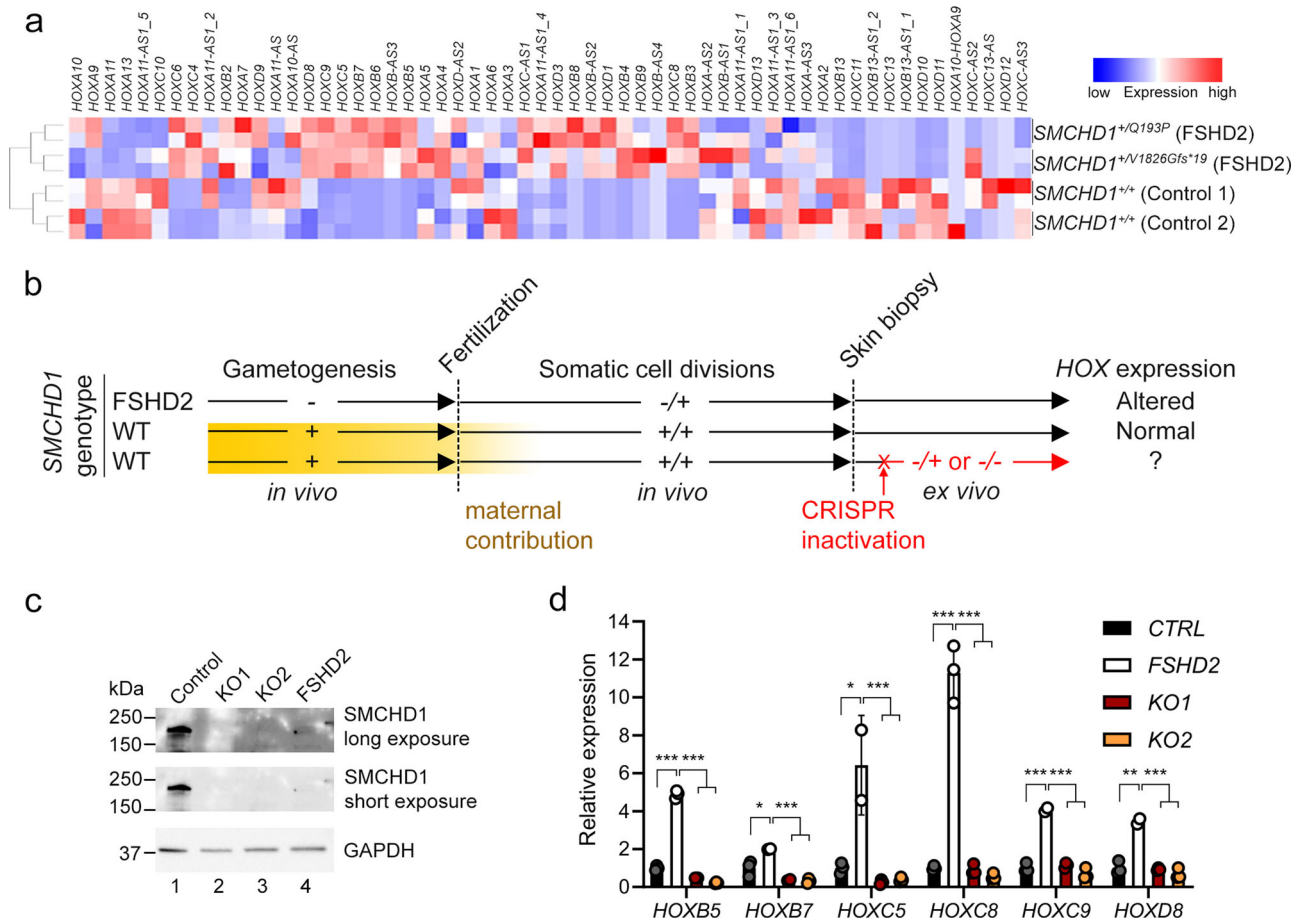 a
HOXA10
HOXA9
HOXA11
HOXA13
HOXA11-AS1_5
HOXC10
HOXC6
HOXC4
HOXA11-AS1_2
HOXB2
HOXA7
HOXD9
HOXA11-AS
HOXA10-AS
HOXD8
HOXC9
HOXC5
HOXB7
HOXB6
HOXB-AS3
HOXB5
HOXA5
HOXA4
HOXD-AS2
HOXA1
HOXA6
HOXA3
HOXC-AS1
HOXA11-AS1_4
HOXD3
HOXB8
HOXB-AS2
HOXD1
HOXB4
HOXB9
HOXB-AS4
HOXC8
HOXB3
HOXA-AS2
HOXB-AS1
HOXA11-AS1_1
HOXD13
HOXA11-AS1_3
HOXA11-AS1_6
HOXA-AS3
HOXA2
HOXB13
HOXC11
HOXB13-AS1_2
HOXC13
HOXB13-AS1_1
HOXD10
HOXD11
HOXA10-HOXA9
HOXC-AS2
HOXC13-AS
HOXD12
HOXC-AS3
low Expression high
SMCHD1+/Q193P (FSHD2)
SMCHD1+/V1826Gfs*19 (FSHD2)
SMCHD1+/+ (Control 1)
SMCHD1+/+ (Control 2)
b
Fertilization
Skin biopsy
Gametogenesis Somatic cell divisions HOX expression
SMCHD1
genotype
FSHD2 - -/+ Altered
WT + +/+ Normal
WT + +/+ x -/+ or -/- ?
in vivo in vivo ex vivo
maternal
contribution
CRISPR
inactivation
c
kDa Control KO1 KO2 FSHD2
250
150
SMCHD1
long exposure
250
150
SMCHD1
short exposure
37
GAPDH
1 2 3 4
d
Relative expression
14
12
10
8
6
4
2
0
*** ***
* ***
* ***
*** ***
*** ***
** ***
CTRL
FSHD2
KO1
KO2
HOXB5 HOXB7 HOXC5 HOXC8 HOXC9 HOXD8